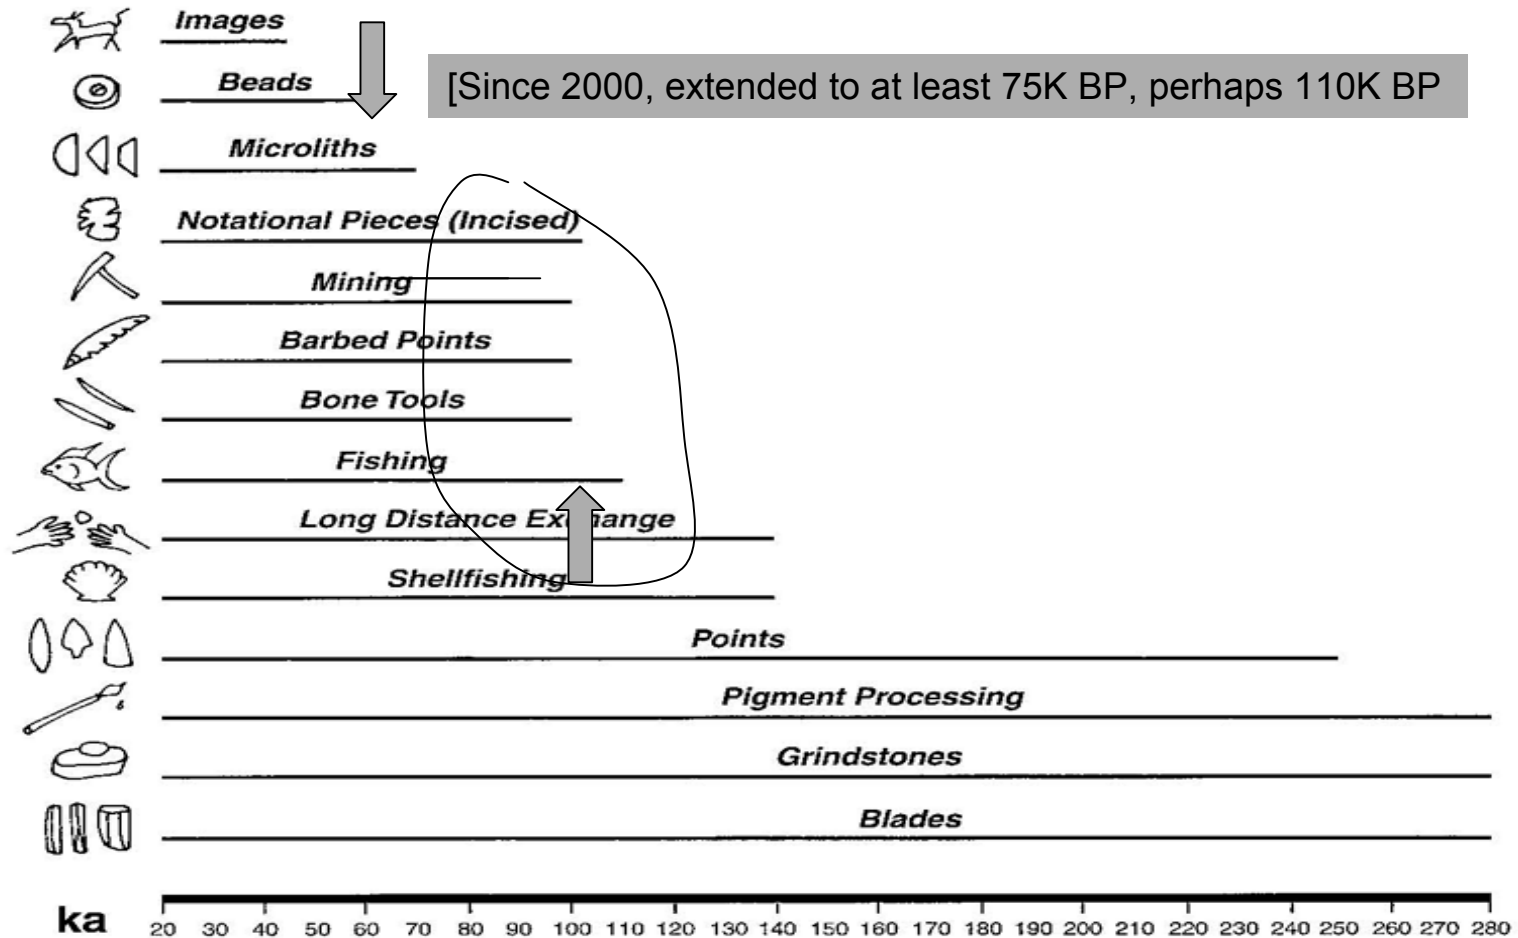 Images
Beads
[Since 2000, extended to at least 75K BP, perhaps 110K BP
Microliths
Notational Pieces (Incised)
Mining
Barbed Points
Bone Tools
Fishing
Long Distance Exchange
Shellfishing
Points
Pigment Processing
Grindstones
Blades
ka
20 30 40 50 60 70 80 90 100 110 120 130 140 150 160 170 180 190 200 210 220 230 240 250 260 270 280